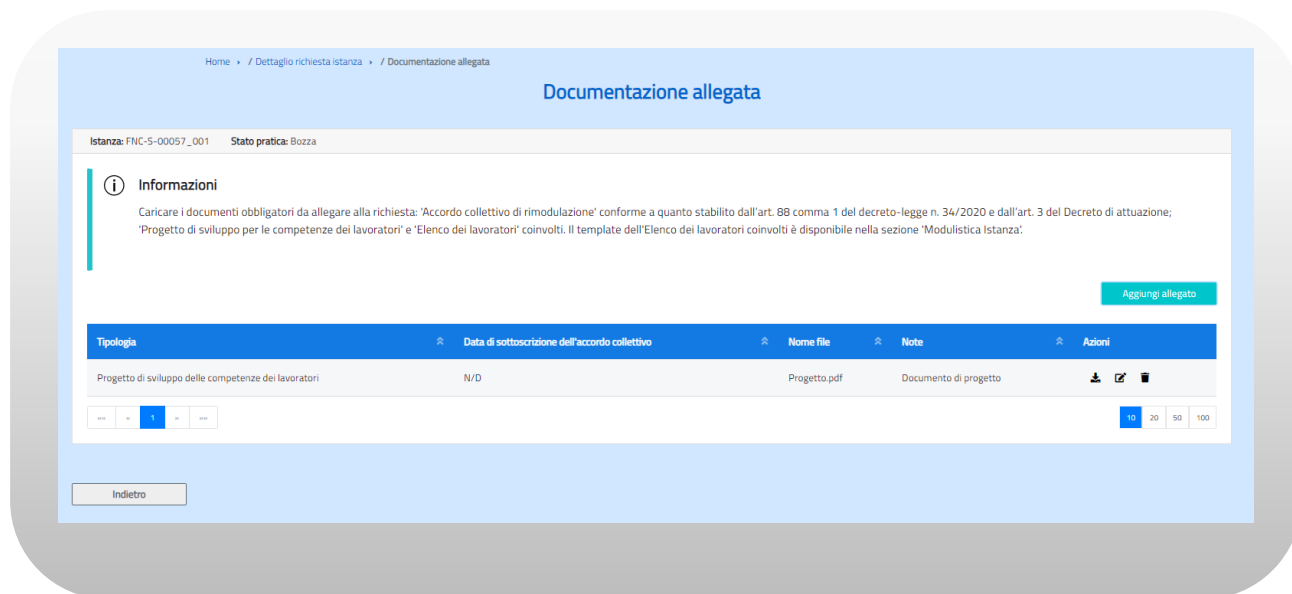 Home › / Dettaglio richiesta istanza › / Documentazione allegata
Documentazione allegata
Istanza: FNC-S-00057_001 Stato pratica: Bozza
Informazioni
Caricare i documenti obbligatori da allegare alla richiesta: 'Accordo collettivo di rimodulazione' conforme a quanto stabilito dall'art. 88 comma 1 del decreto-legge n. 34/2020 e dall'art. 3 del Decreto di attuazione;
'Progetto di sviluppo per le competenze dei lavoratori' e 'Elenco dei lavoratori' coinvolti. Il template dell'Elenco dei lavoratori coinvolti è disponibile nella sezione 'Modulistica Istanza'.
Aggiungi allegato
Tipologia Data di sottoscrizione dell'accordo collettivo Nome file Note Azioni
Progetto di sviluppo delle competenze dei lavoratori N/D Progetto.pdf Documento di progetto
«« « 1 » »» 10 20 50 100
Indietro